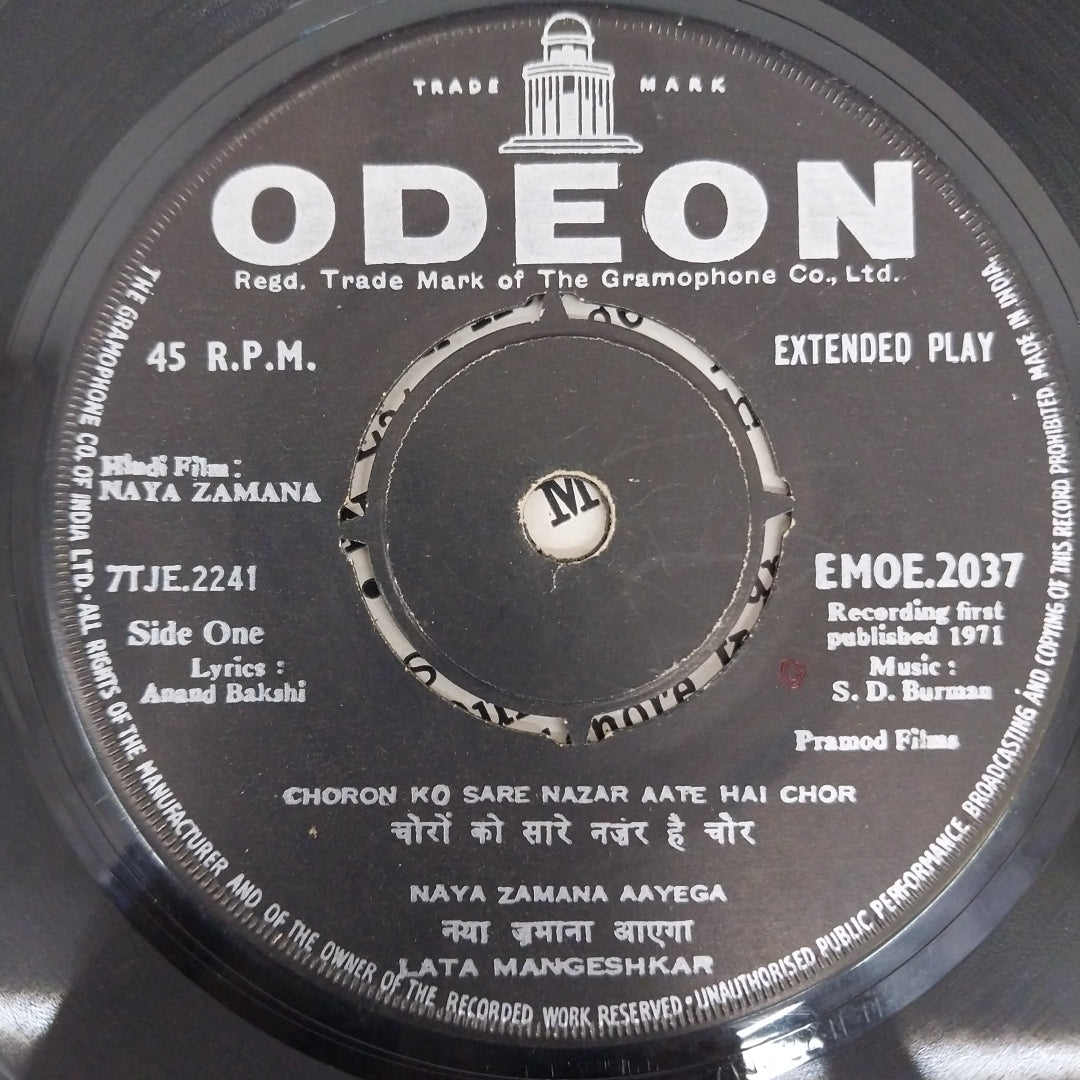 TRADE MARK
ODEON
Regd. Trade Mark of The Gramophone Co., Ltd.
45 R.P.M.
EXTENDED PLAY
Hindi Film :
NAYA ZAMANA
7TJE.2241
Side One
Lyrics :
Anand Bakshi
EMOE.2037
Recording first
published 1971
Music :
S. D. Burman
Pramod Films
CHORON KO SARE NAZAR AATE HAI CHOR
चोरों को सारे नज़र है चोर
NAYA ZAMANA AAYEGA
नया ज़माना आएगा
LATA MANGESHKAR
THE GRAMOPHONE CO. OF INDIA LTD. ALL RIGHTS OF THE MANUFACTURER AND OF THE OWNER OF THE RECORDED WORK RESERVED • UNAUTHORISED PUBLIC PERFORMANCE BROADCASTING AND COPYING OF THIS RECORD PROHIBITED, MADE IN INDIA.
M